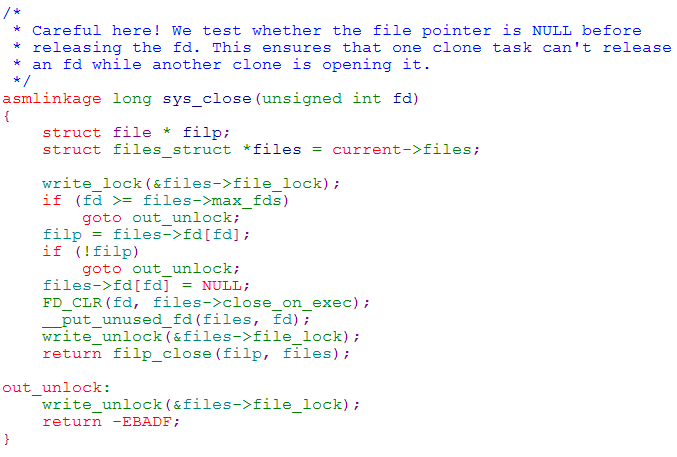 /*
 * Careful here! We test whether the file pointer is NULL before
 * releasing the fd. This ensures that one clone task can't release
 * an fd while another clone is opening it.
 */
asmlinkage long sys_close(unsigned int fd)
{
    struct file * filp;
    struct files_struct *files = current->files;

    write_lock(&files->file_lock);
    if (fd >= files->max_fds)
        goto out_unlock;
    filp = files->fd[fd];
    if (!filp)
        goto out_unlock;
    files->fd[fd] = NULL;
    FD_CLR(fd, files->close_on_exec);
    __put_unused_fd(files, fd);
    write_unlock(&files->file_lock);
    return filp_close(filp, files);

out_unlock:
    write_unlock(&files->file_lock);
    return -EBADF;
}